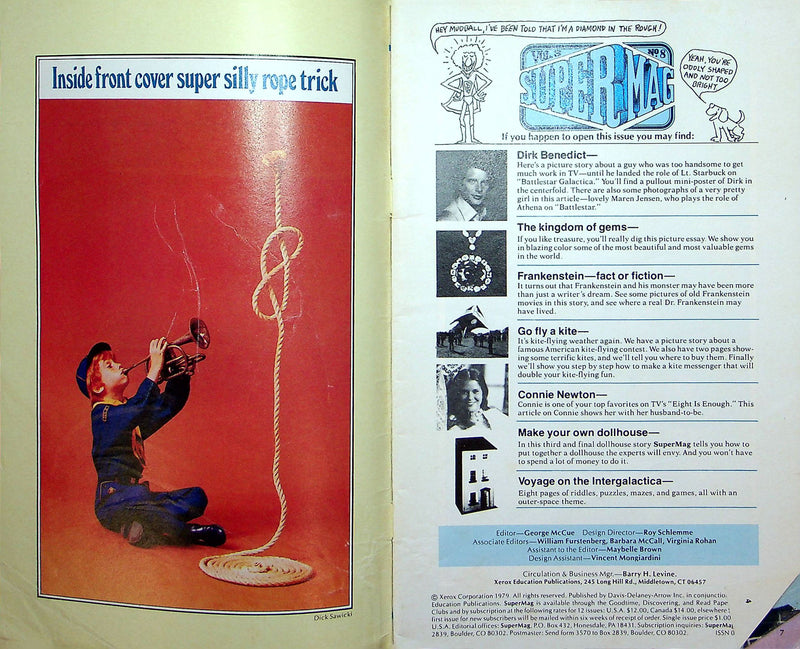 Inside front cover super silly rope trick
Dick Sawicki
HEY MUDBALL, I'VE BEEN TOLD THAT I'M A DIAMOND IN THE ROUGH!
VOL. 3 No 8
SUPERMAG
YEAH, YOU'RE
ODDLY SHAPED
AND NOT TOO
BRIGHT
If you happen to open this issue you may find:
Dirk Benedict—
Here's a picture story about a guy who was too handsome to get
much work in TV—until he landed the role of Lt. Starbuck on
"Battlestar Galactica." You'll find a pullout mini-poster of Dirk in
the centerfold. There are also some photographs of a very pretty
girl in this article—lovely Maren Jensen, who plays the role of
Athena on "Battlestar."
The kingdom of gems—
If you like treasure, you'll really dig this picture essay. We show you
in blazing color some of the most beautiful and most valuable gems
in the world.
Frankenstein—fact or fiction—
It turns out that Frankenstein and his monster may have been more
than just a writer's dream. See some pictures of old Frankenstein
movies in this story, and see where a real Dr. Frankenstein may
have lived.
Go fly a kite—
It's kite-flying weather again. We have a picture story about a
famous American kite-flying contest. We also have two pages show-
ing some terrific kites, and we'll tell you where to buy them. Finally
we'll show you step by step how to make a kite messenger that will
double your kite-flying fun.
Connie Newton—
Connie is one of your top favorites on TV's "Eight Is Enough." This
article on Connie shows her with her husband-to-be.
Make your own dollhouse—
In this third and final dollhouse story SuperMag tells you how to
put together a dollhouse the experts will envy. And you won't have
to spend a lot of money to do it.
Voyage on the Intergalactica—
Eight pages of riddles, puzzles, mazes, and games, all with an
outer-space theme.
Editor—George McCue Design Director—Roy Schlemme
Associate Editors—William Furstenberg, Barbara McCall, Virginia Rohan
Assistant to the Editor—Maybelle Brown
Design Assistant—Vincent Mongiardini
Circulation & Business Mgr.—Barry H. Levine,
Xerox Education Publications, 245 Long Hill Rd., Middletown, CT 06457
© Xerox Corporation 1979. All rights reserved. Published by Davis-Delaney-Arrow Inc. in conjunctio
Education Publications. SuperMag is available through the Goodtime, Discovering, and Read Pape
Clubs and by subscription at the following rates for 12 issues: U.S.A. $12.00, Canada $14.00, elsewhere
first issue for new subscribers will be mailed within six weeks of receipt of order. Single issue price $1.00
U.S.A. Editorial offices: SuperMag, P.O. Box 432, Honesdale, PA 18431. Subscription inquiries: SuperMa
2839, Boulder, CO 80302. Postmaster: Send form 3570 to Box 2839, Boulder, CO 80302. ISSN 0
7